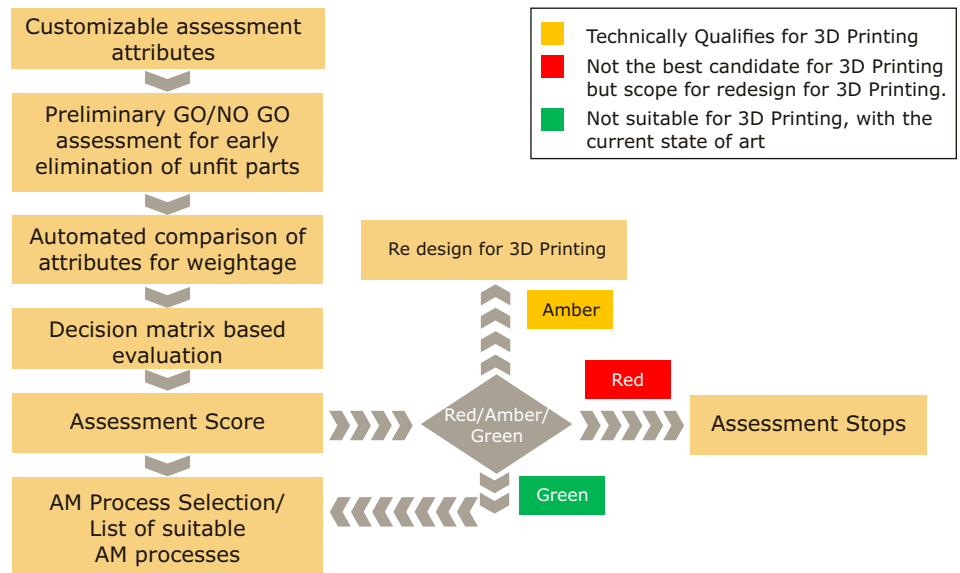 Customizable assessment
attributes
Preliminary GO/NO GO
assessment for early
elimination of unfit parts
Automated comparison of
attributes for weightage
Decision matrix based
evaluation
Assessment Score
AM Process Selection/
List of suitable
AM processes
Technically Qualifies for 3D Printing
Not the best candidate for 3D Printing
but scope for redesign for 3D Printing.
Not suitable for 3D Printing, with the
current state of art
Re design for 3D Printing
Amber
Red/Amber/
Green
Red
Assessment Stops
Green